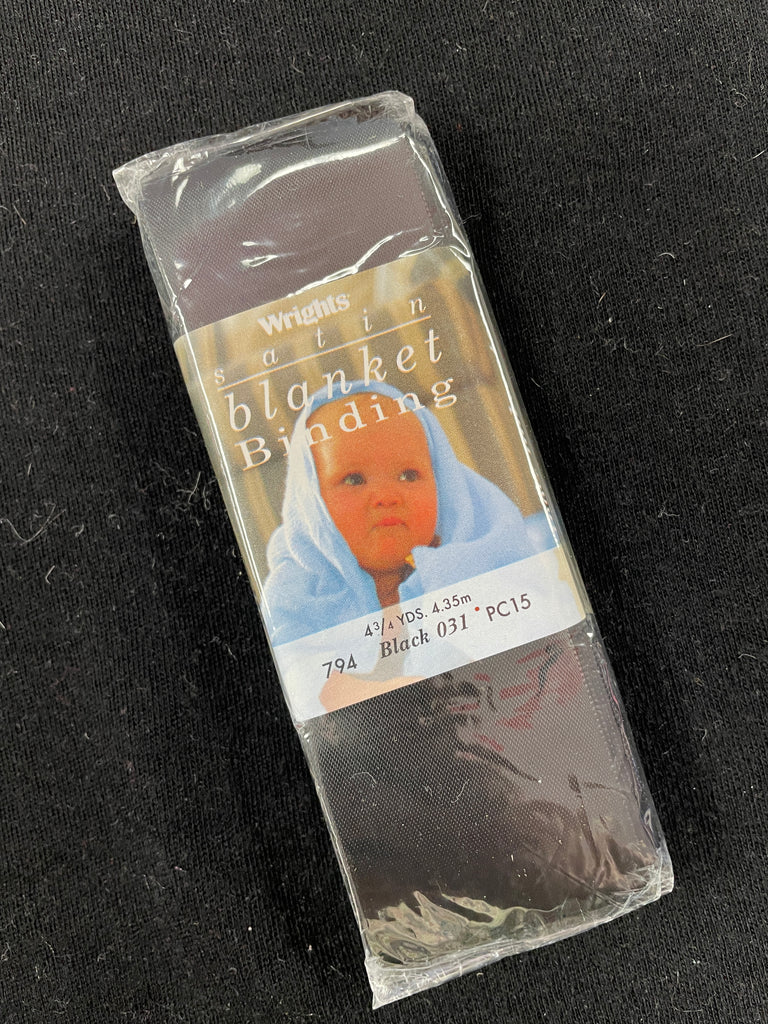 Wrights
satin
blanket
Binding
4 3/4 YDS. 4.35m
794 Black 031 • PC15